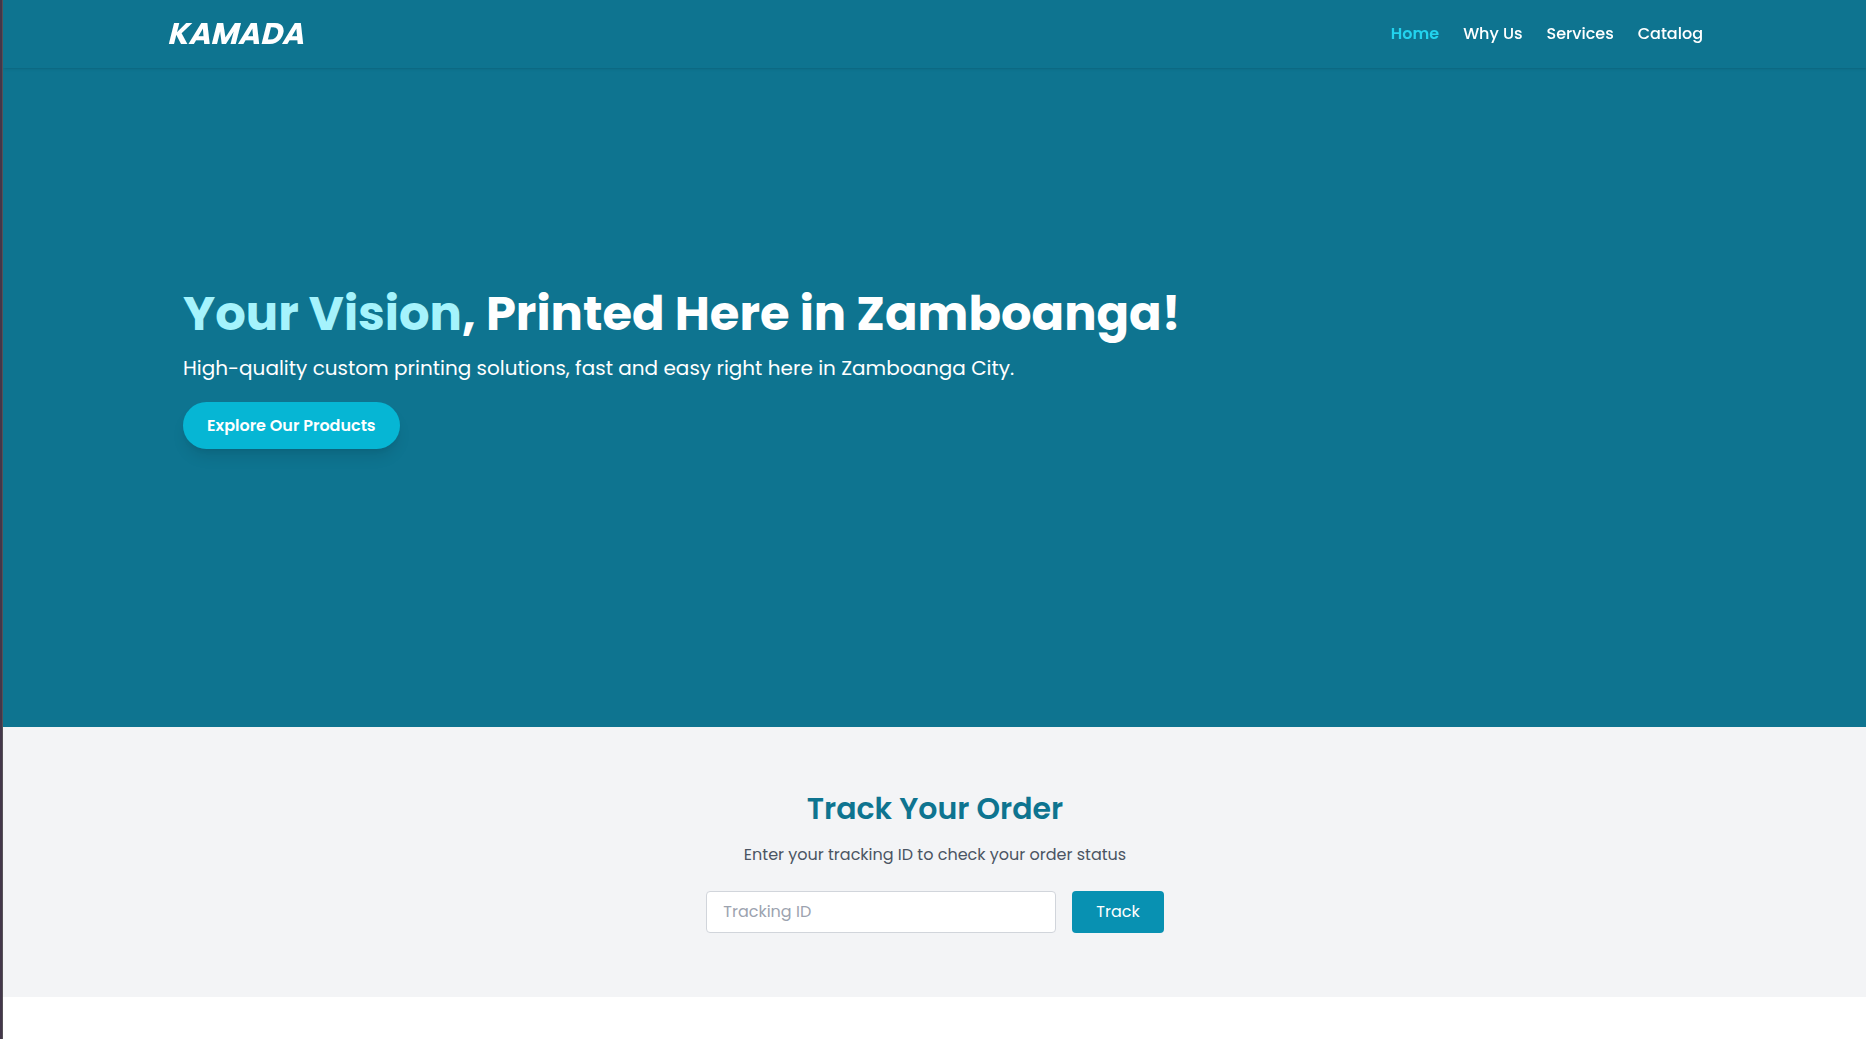 KAMADA
Home Why Us Services Catalog
Your Vision, Printed Here in Zamboanga!
High-quality custom printing solutions, fast and easy right here in Zamboanga City.
Explore Our Products
Track Your Order
Enter your tracking ID to check your order status
Tracking ID
Track